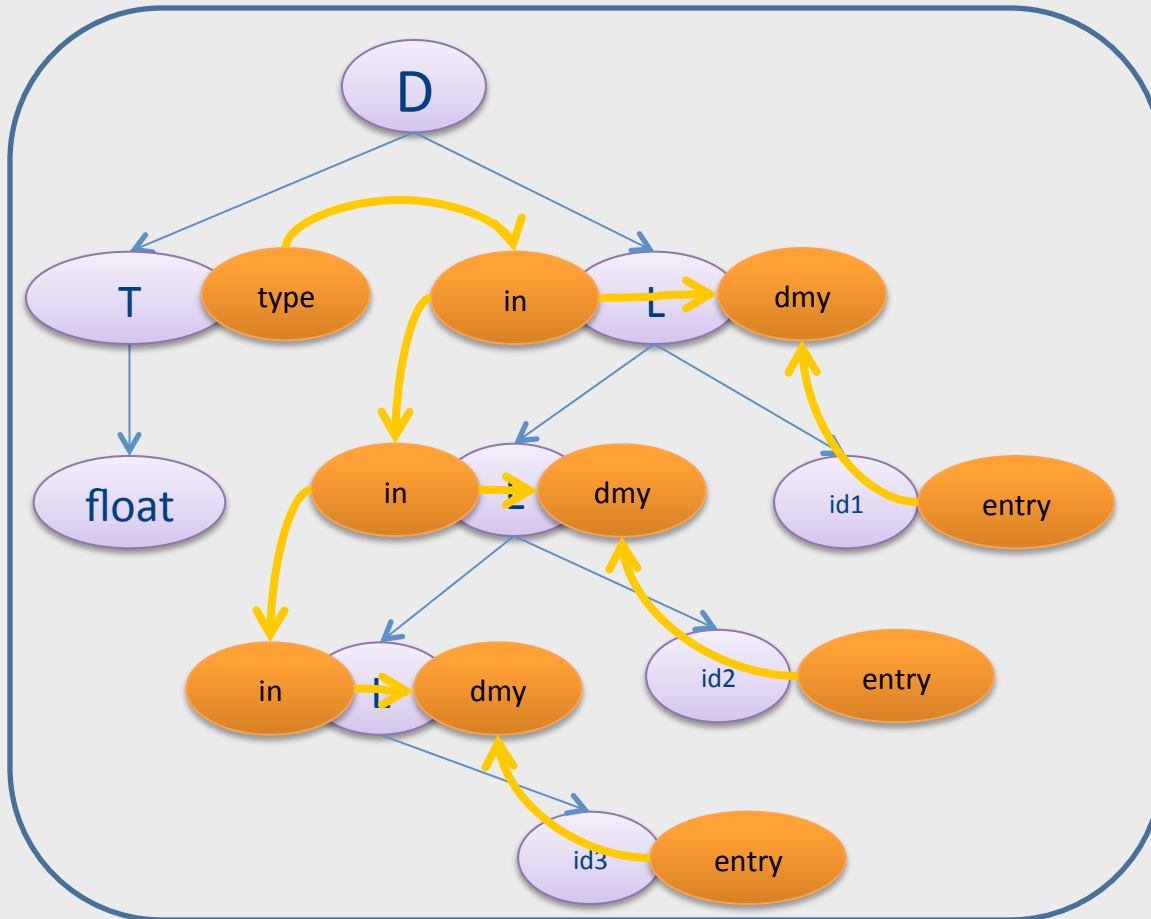 D
T
type
in
L
dmy
float
in
L
dmy
id1
entry
in
L
dmy
id2
entry
id3
entry